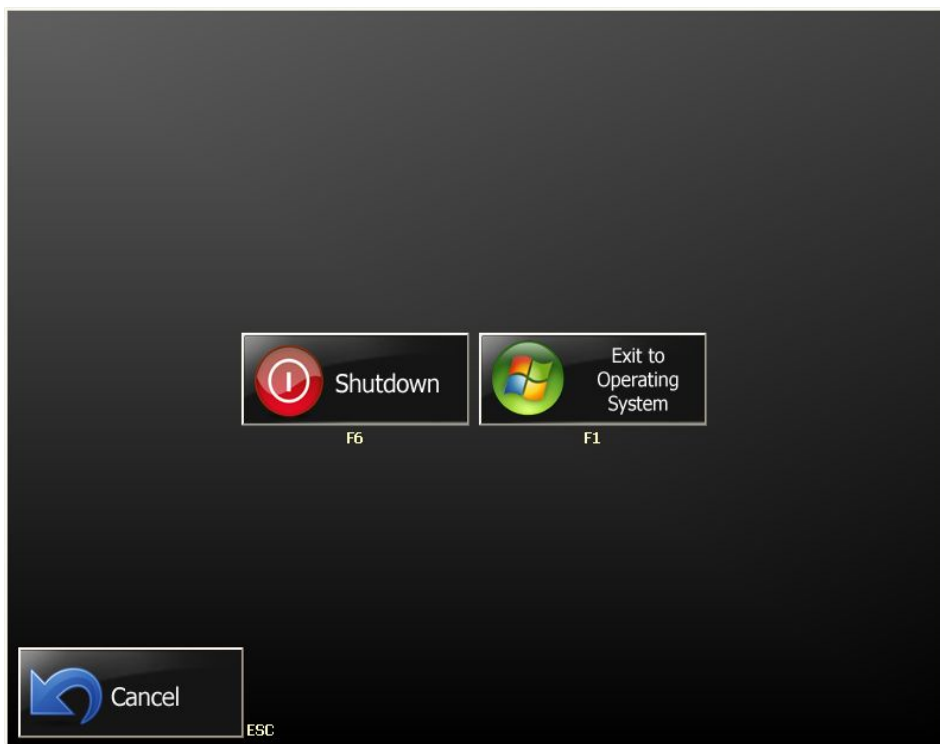 Shutdown
Exit to
Operating
System
F6
F1
Cancel
ESC